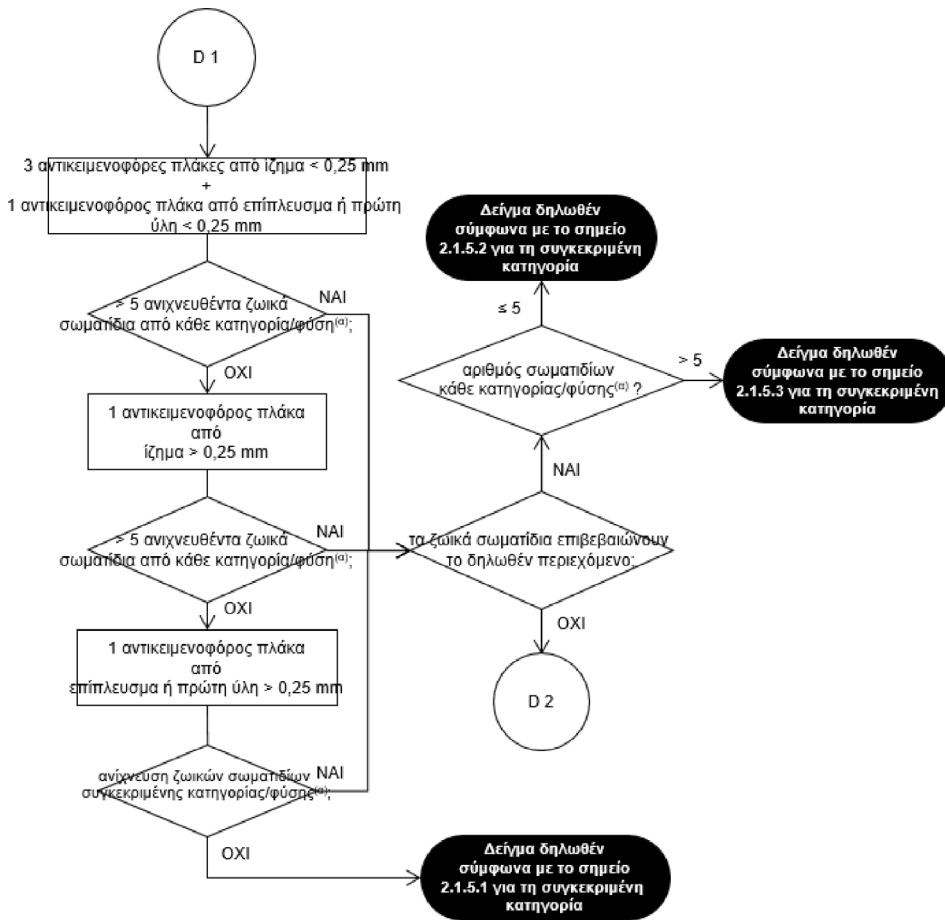 D 1
3 αντικειμενοφόρες πλάκες από ίζημα < 0,25 mm
+
1 αντικειμενοφόρος πλάκα από επίπλευσμα ή πρώτη
ύλη < 0,25 mm
> 5 ανιχνευθέντα ζωικά
σωματίδια από κάθε κατηγορία/φύση(α);
ΝΑΙ
ΟΧΙ
1 αντικειμενοφόρος πλάκα
από
ίζημα > 0,25 mm
> 5 ανιχνευθέντα ζωικά
σωματίδια από κάθε κατηγορία/φύση(α);
ΝΑΙ
ΟΧΙ
1 αντικειμενοφόρος πλάκα
από
επίπλευσμα ή πρώτη ύλη > 0,25 mm
ανίχνευση ζωικών σωματιδίων
συγκεκριμένης κατηγορίας/φύσης(α);
ΝΑΙ
ΟΧΙ
Δείγμα δηλωθέν
σύμφωνα με το σημείο
2.1.5.1 για τη συγκεκριμένη
κατηγορία
τα ζωικά σωματίδια επιβεβαιώνουν
το δηλωθέν περιεχόμενο;
ΝΑΙ
ΟΧΙ
D 2
αριθμός σωματιδίων
κάθε κατηγορίας/φύσης(α) ?
≤ 5
> 5
Δείγμα δηλωθέν
σύμφωνα με το σημείο
2.1.5.2 για τη συγκεκριμένη
κατηγορία
Δείγμα δηλωθέν
σύμφωνα με το σημείο
2.1.5.3 για τη συγκεκριμένη
κατηγορία